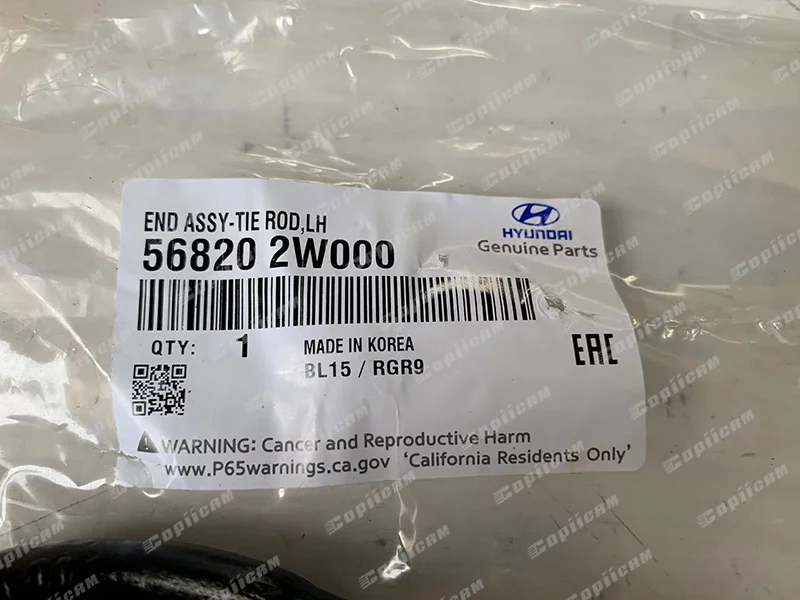 END ASSY-TIE ROD,LH
56820 2W000
HYUNDAI
Genuine Parts
QTY: 1
MADE IN KOREA
BL15 / RGR9
EAC
WARNING: Cancer and Reproductive Harm
www.P65warnings.ca.gov 'California Residents Only'
Copiicam